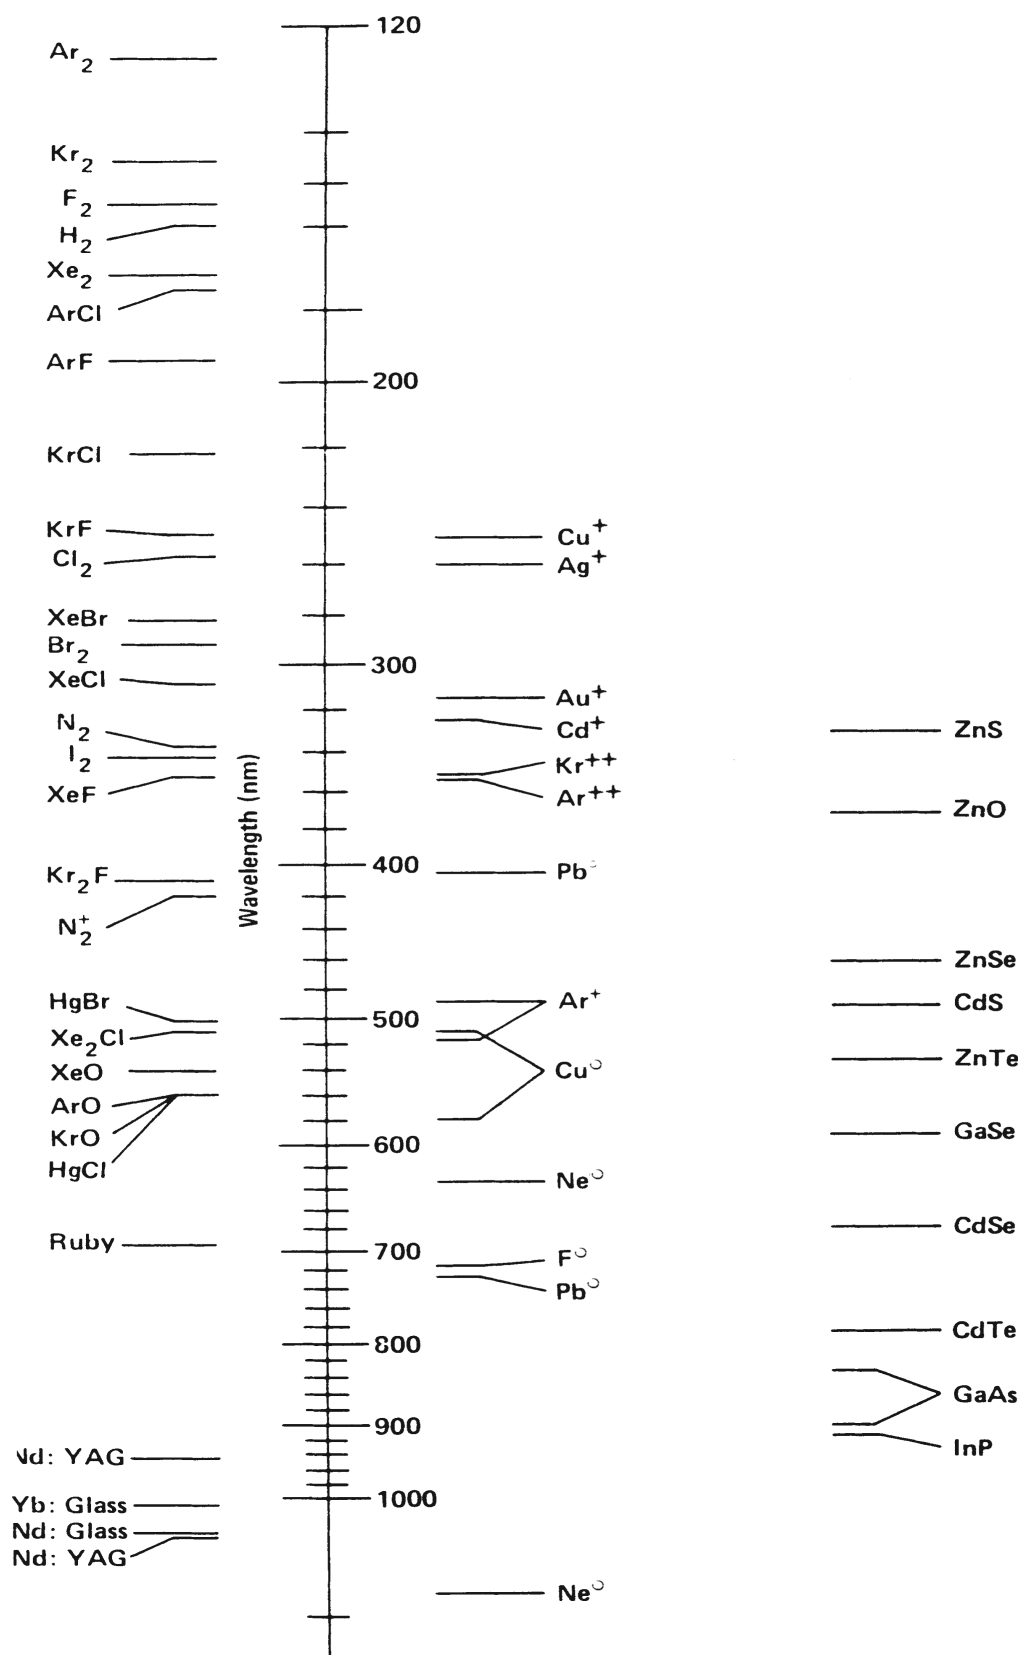 120
Ar2
Kr2
F2
H2
Xe2
ArCl
ArF
200
KrCl
KrF
Cu+
Cl2
Ag+
XeBr
Br2
300
XeCl
Au+
N2
Cd+
ZnS
I2
Kr++
XeF
Ar++
ZnO
Wavelength (nm)
400
Kr2F
Pb○
N2+
ZnSe
HgBr
Ar+
CdS
500
Xe2Cl
ZnTe
XeO
Cu○
ArO
KrO
GaSe
600
HgCl
Ne○
CdSe
Ruby
700
F○
Pb○
CdTe
800
GaAs
900
InP
Nd: YAG
1000
Yb: Glass
Nd: Glass
Nd: YAG
Ne○